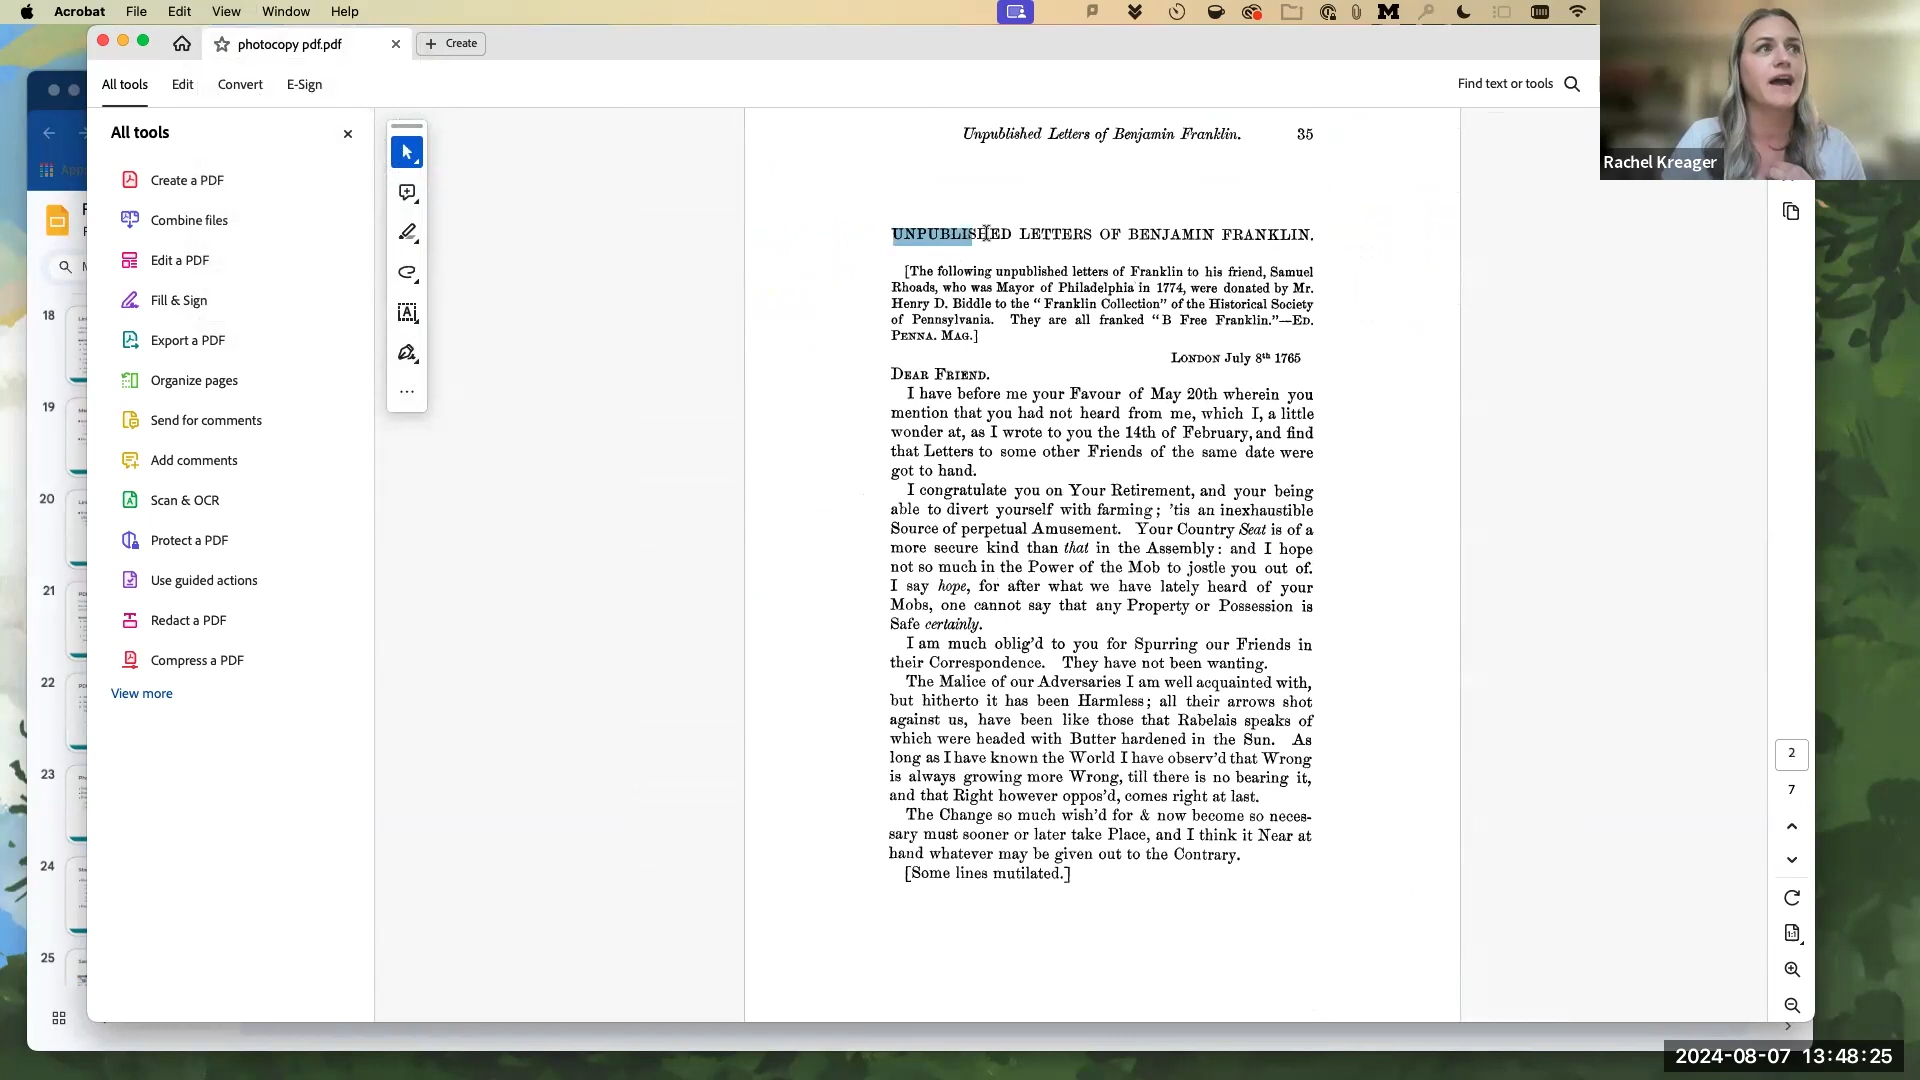 Acrobat File Edit View Window Help
photocopy pdf.pdf
Create
All tools Edit Convert E-Sign
Find text or tools
All tools
Create a PDF
Combine files
Edit a PDF
Fill & Sign
Export a PDF
Organize pages
Send for comments
Add comments
Scan & OCR
Protect a PDF
Use guided actions
Redact a PDF
Compress a PDF
View more
18
19
20
21
22
23
24
25
Unpublished Letters of Benjamin Franklin. 35
UNPUBLISHED LETTERS OF BENJAMIN FRANKLIN.
[The following unpublished letters of Franklin to his friend, Samuel
Rhoads, who was Mayor of Philadelphia in 1774, were donated by Mr.
Henry D. Biddle to the “ Franklin Collection” of the Historical Society
of Pennsylvania. They are all franked “B Free Franklin.”—ED.
PENNA. MAG.]
LONDON July 8th 1765
DEAR FRIEND.
I have before me your Favour of May 20th wherein you
mention that you had not heard from me, which I, a little
wonder at, as I wrote to you the 14th of February, and find
that Letters to some other Friends of the same date were
got to hand.
I congratulate you on Your Retirement, and your being
able to divert yourself with farming ; ’tis an inexhaustible
Source of perpetual Amusement. Your Country Seat is of a
more secure kind than that in the Assembly : and I hope
not so much in the Power of the Mob to jostle you out of.
I say hope, for after what we have lately heard of your
Mobs, one cannot say that any Property or Possession is
Safe certainly.
I am much oblig’d to you for Spurring our Friends in
their Correspondence. They have not been wanting.
The Malice of our Adversaries I am well acquainted with,
but hitherto it has been Harmless ; all their arrows shot
against us, have been like those that Rabelais speaks of
which were headed with Butter hardened in the Sun. As
long as I have known the World I have observ’d that Wrong
is always growing more Wrong, till there is no bearing it,
and that Right however oppos’d, comes right at last.
The Change so much wish’d for & now become so neces-
sary must sooner or later take Place, and I think it Near at
hand whatever may be given out to the Contrary.
[Some lines mutilated.]
2
7
Rachel Kreager
2024-08-07 13:48:25